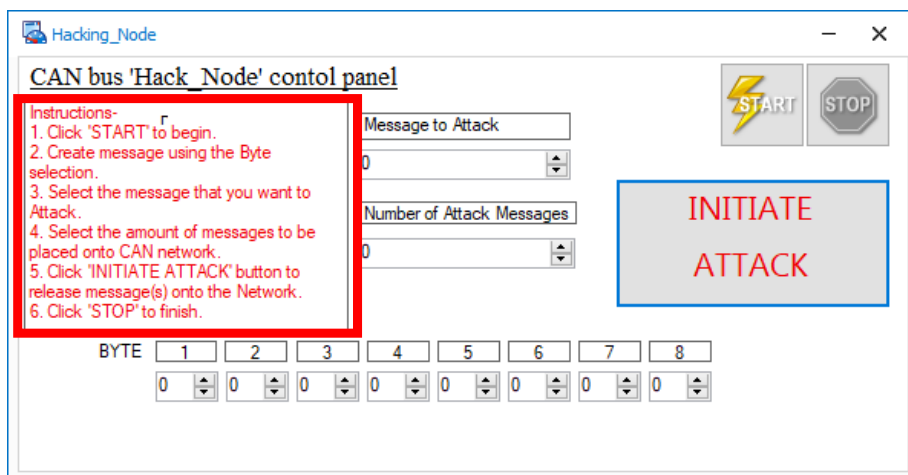 Hacking_Node
CAN bus 'Hack_Node' contol panel
START
STOP
Instructions-
1. Click 'START' to begin.
2. Create message using the Byte
selection.
3. Select the message that you want to
Attack.
4. Select the amount of messages to be
placed onto CAN network.
5. Click 'INITIATE ATTACK' button to
release message(s) onto the Network.
6. Click 'STOP' to finish.
Message to Attack
0
Number of Attack Messages
0
INITIATE
ATTACK
BYTE 1 2 3 4 5 6 7 8
0 0 0 0 0 0 0 0